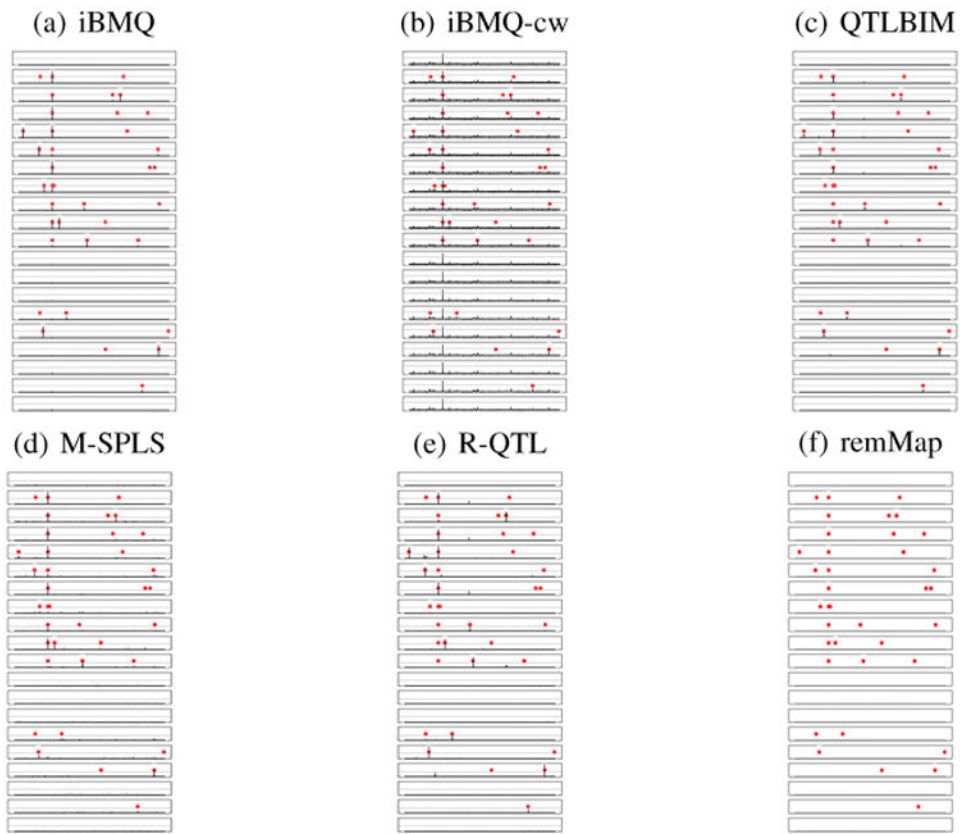 (a) iBMQ
(b) iBMQ-cw
(c) QTLBIM
(d) M-SPLS
(e) R-QTL
(f) remMap